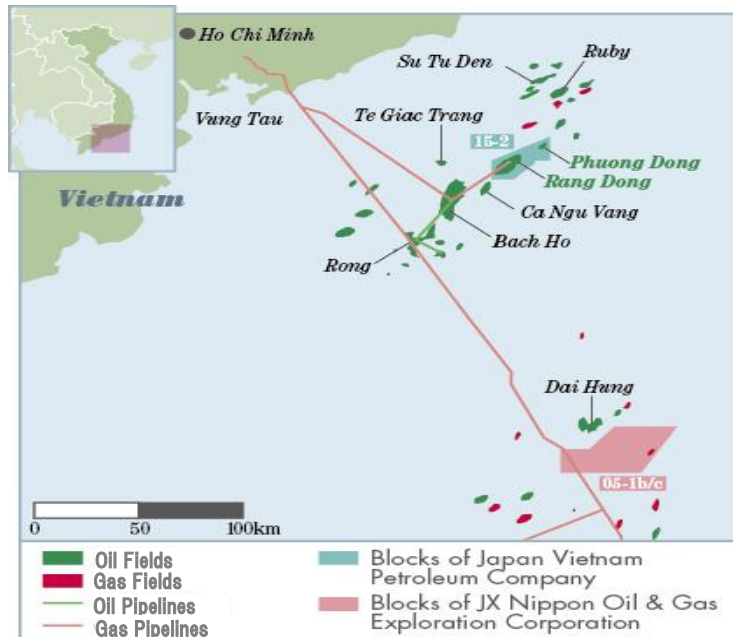 Ho Chi Minh
Su Tu Den
Ruby
Vung Tau
Te Giac Trang
15-2
Phuong Dong
Rang Dong
Vietnam
Ca Ngu Vang
Bach Ho
Rong
Dai Hung
05-1b/c
0 50 100km
Oil Fields
Gas Fields
Oil Pipelines
Gas Pipelines
Blocks of Japan Vietnam
Petroleum Company
Blocks of JX Nippon Oil & Gas
Exploration Corporation